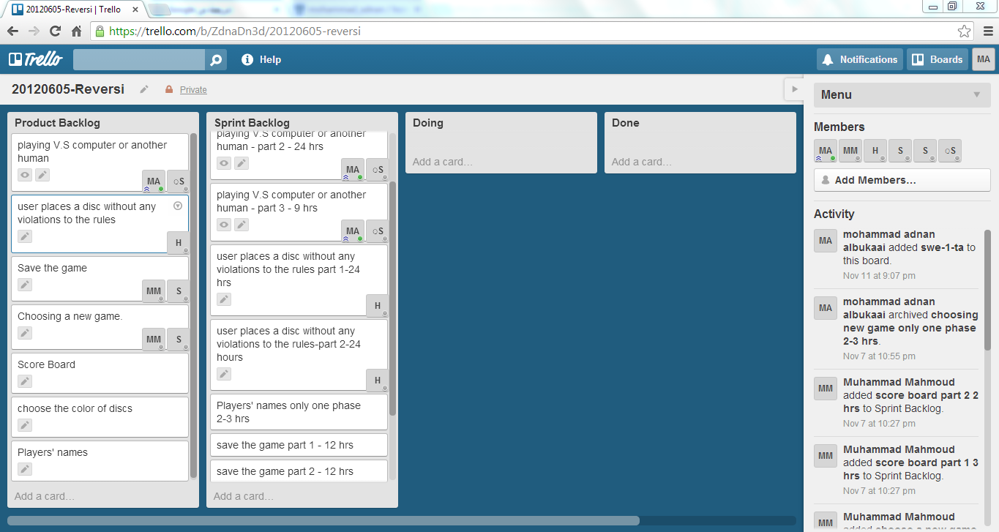 20120605-Reversi | Trello
https://trello.com/b/ZdnaDn3d/20120605-reversi
Trello
Help
Notifications
Boards
MA
20120605-Reversi
Private
Product Backlog
playing V.S computer or another
human
MA
S
user places a disc without any
violations to the rules
H
Save the game
MM
S
Choosing a new game.
MM
S
Score Board
choose the color of discs
Players' names
Add a card…
Sprint Backlog
playing V.S computer or another
human - part 2 - 24 hrs
MA
S
playing V.S computer or another
human - part 3 - 9 hrs
MA
S
user places a disc without any
violations to the rules part 1-24
hrs
H
user places a disc without any
violations to the rules-part 2-24
hours
H
Players' names only one phase
2-3 hrs
save the game part 1 - 12 hrs
save the game part 2 - 12 hrs
Add a card…
Doing
Add a card…
Done
Add a card…
Menu
Members
MA
MM
H
S
S
S
Add Members…
Activity
MA
mohammad adnan
albukaai added swe-1-ta to
this board.
Nov 11 at 9:07 pm
MA
mohammad adnan
albukaai archived choosing
new game only one phase
2-3 hrs.
Nov 7 at 10:55 pm
MM
Muhammad Mahmoud
added score board part 2 2
hrs to Sprint Backlog.
Nov 7 at 10:27 pm
MM
Muhammad Mahmoud
added score board part 1 3
hrs to Sprint Backlog.
Nov 7 at 10:27 pm
MM
Muhammad Mahmoud
added choose a new game